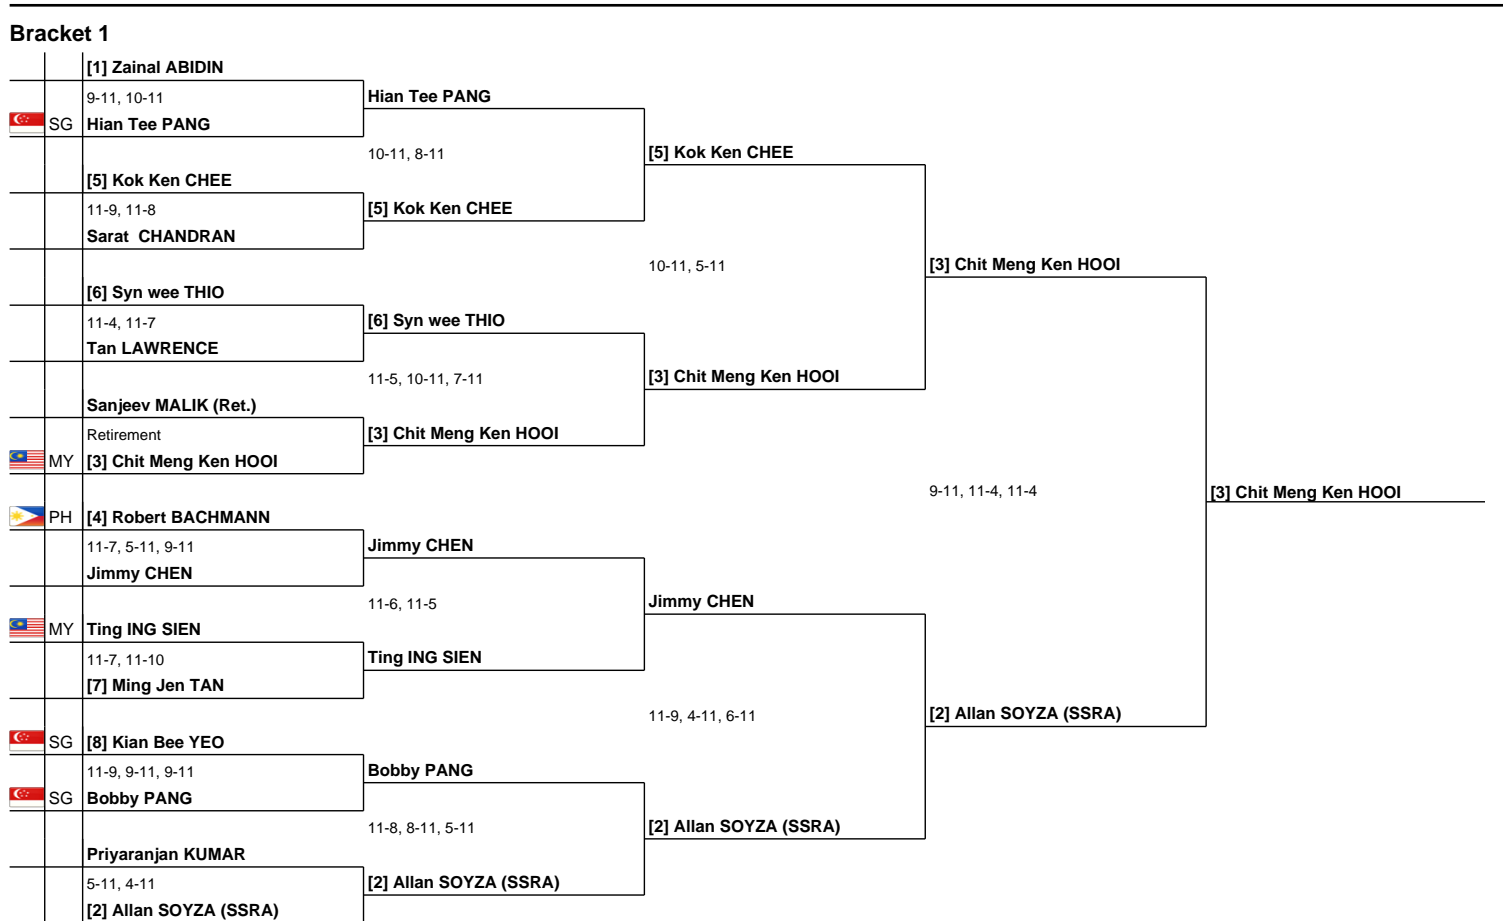 Bracket 1
[1] Zainal ABIDIN
9-11, 10-11
Hian Tee PANG
SG Hian Tee PANG
10-11, 8-11
[5] Kok Ken CHEE
[5] Kok Ken CHEE
11-9, 11-8
[5] Kok Ken CHEE
Sarat CHANDRAN
10-11, 5-11
[3] Chit Meng Ken HOOI
[6] Syn wee THIO
11-4, 11-7
[6] Syn wee THIO
Tan LAWRENCE
11-5, 10-11, 7-11
[3] Chit Meng Ken HOOI
Sanjeev MALIK (Ret.)
Retirement
[3] Chit Meng Ken HOOI
MY [3] Chit Meng Ken HOOI
9-11, 11-4, 11-4
[3] Chit Meng Ken HOOI
PH [4] Robert BACHMANN
11-7, 5-11, 9-11
Jimmy CHEN
Jimmy CHEN
11-6, 11-5
Jimmy CHEN
MY Ting ING SIEN
11-7, 11-10
Ting ING SIEN
[7] Ming Jen TAN
11-9, 4-11, 6-11
[2] Allan SOYZA (SSRA)
SG [8] Kian Bee YEO
11-9, 9-11, 9-11
Bobby PANG
SG Bobby PANG
11-8, 8-11, 5-11
[2] Allan SOYZA (SSRA)
Priyaranjan KUMAR
5-11, 4-11
[2] Allan SOYZA (SSRA)
[2] Allan SOYZA (SSRA)